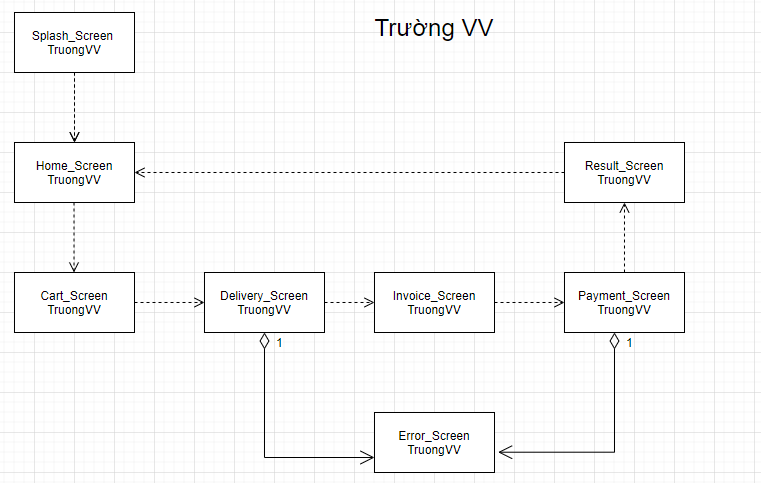 Trường VV
Splash_Screen
TruongVV
Home_Screen
TruongVV
Result_Screen
TruongVV
Cart_Screen
TruongVV
Delivery_Screen
TruongVV
Invoice_Screen
TruongVV
Payment_Screen
TruongVV
1
1
Error_Screen
TruongVV